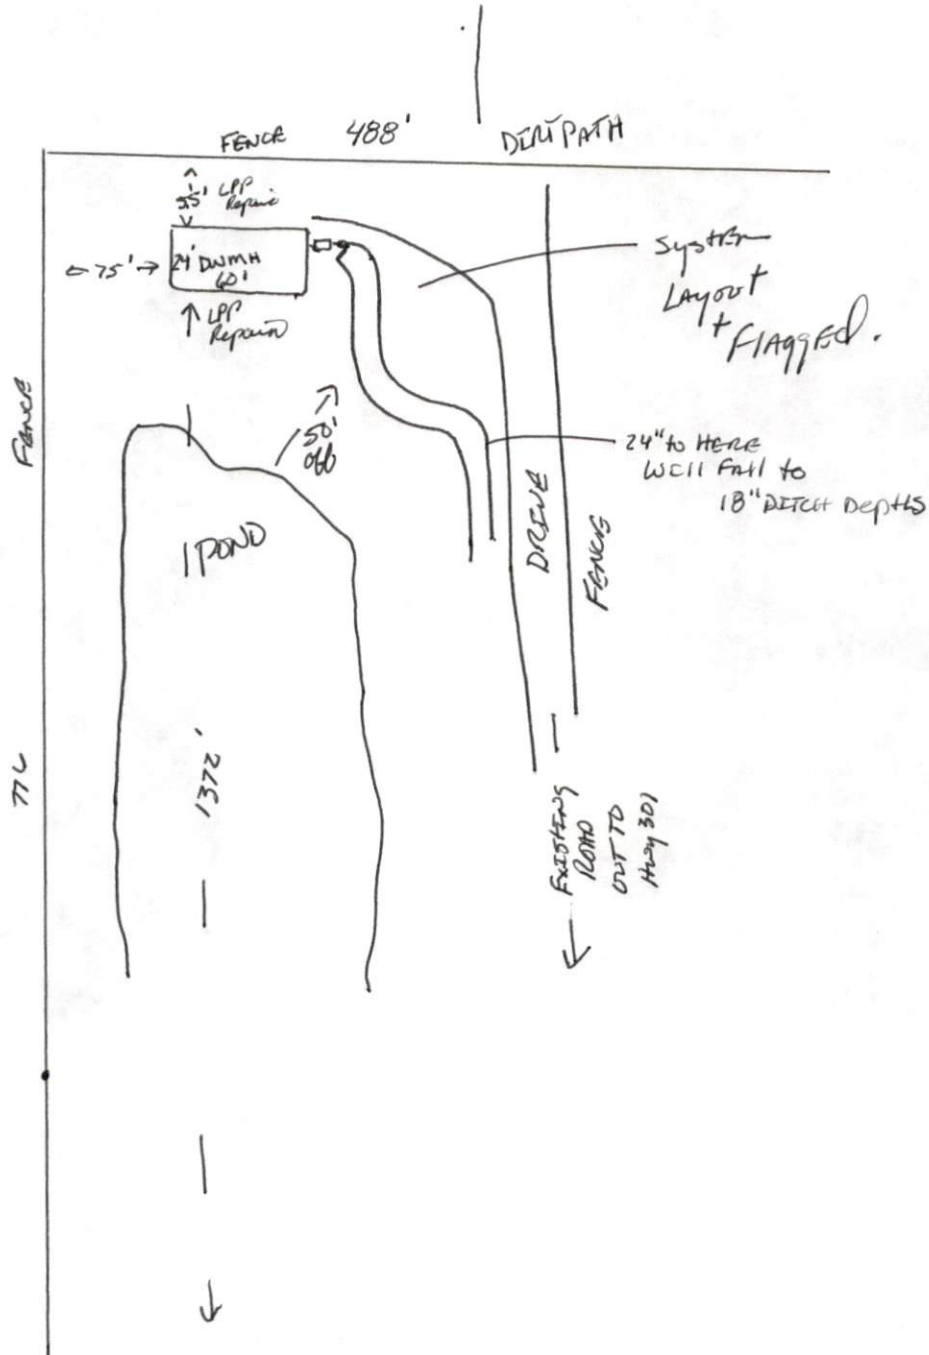 FENCE 488' DIRT PATH
55' LPP
Repair
75'
24' DWMH
60'
LPP
Repair
System
Layout
+ Flagged.
50'
off
24" to HERE
WILL FALL to
18" DITCH Depths
FENCE
POND
DRIVE
FENCE
1372'
EXISTING
ROAD
OUT TO
Hwy 301